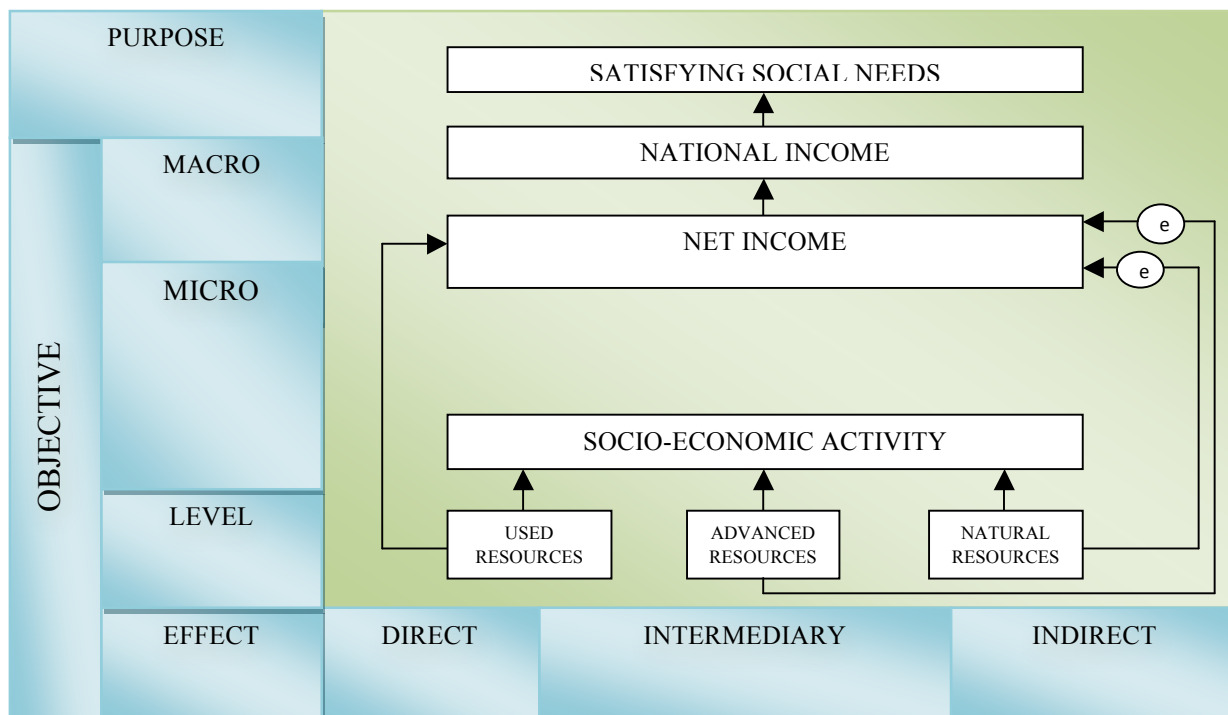 PURPOSE
SATISFYING SOCIAL NEEDS
MACRO
NATIONAL INCOME
NET INCOME
e
e
MICRO
OBJECTIVE
SOCIO-ECONOMIC ACTIVITY
LEVEL
USED
RESOURCES
ADVANCED
RESOURCES
NATURAL
RESOURCES
EFFECT
DIRECT
INTERMEDIARY
INDIRECT